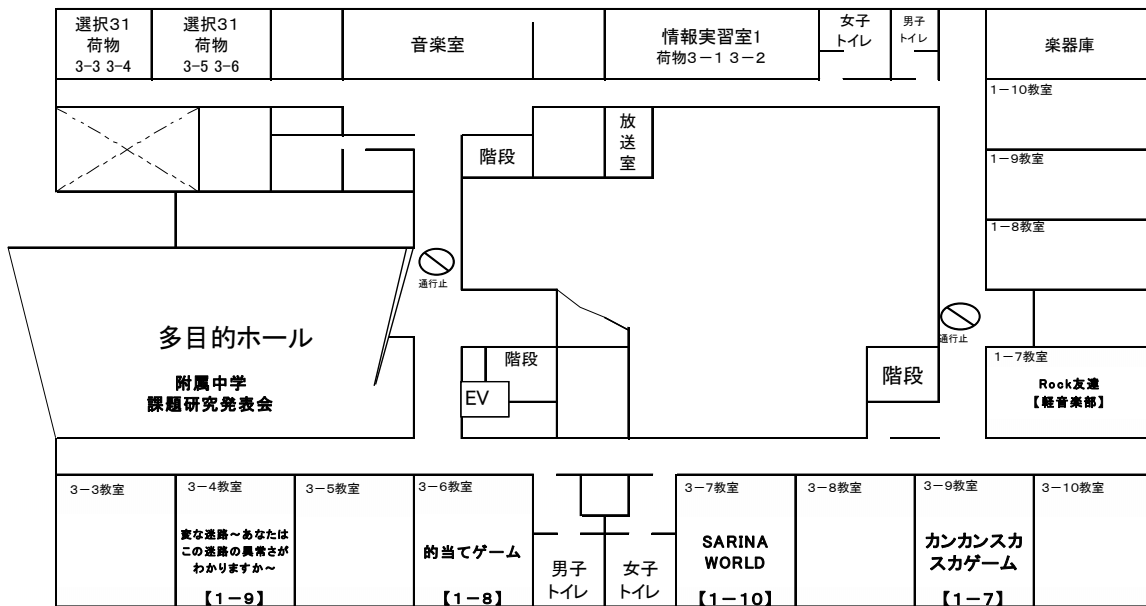 選択31
荷物
3-3 3-4
選択31
荷物
3-5 3-6
音楽室
情報実習室1
荷物3－1 3－2
女子
トイレ
男子
トイレ
楽器庫
1－10教室
1－9教室
1－8教室
階段
放
送
室
通行止
通行止
多目的ホール
附属中学
課題研究発表会
階段
EV
階段
1－7教室
Rock友達
【軽音楽部】
3－3教室
3－4教室
変な迷路～あなたは
この迷路の異常さが
わかりますか～
【1－9】
3－5教室
3－6教室
的当てゲーム
【1－8】
男子
トイレ
女子
トイレ
3－7教室
SARINA
WORLD
【1－10】
3－8教室
3－9教室
カンカンスカ
スカゲーム
【1－7】
3－10教室